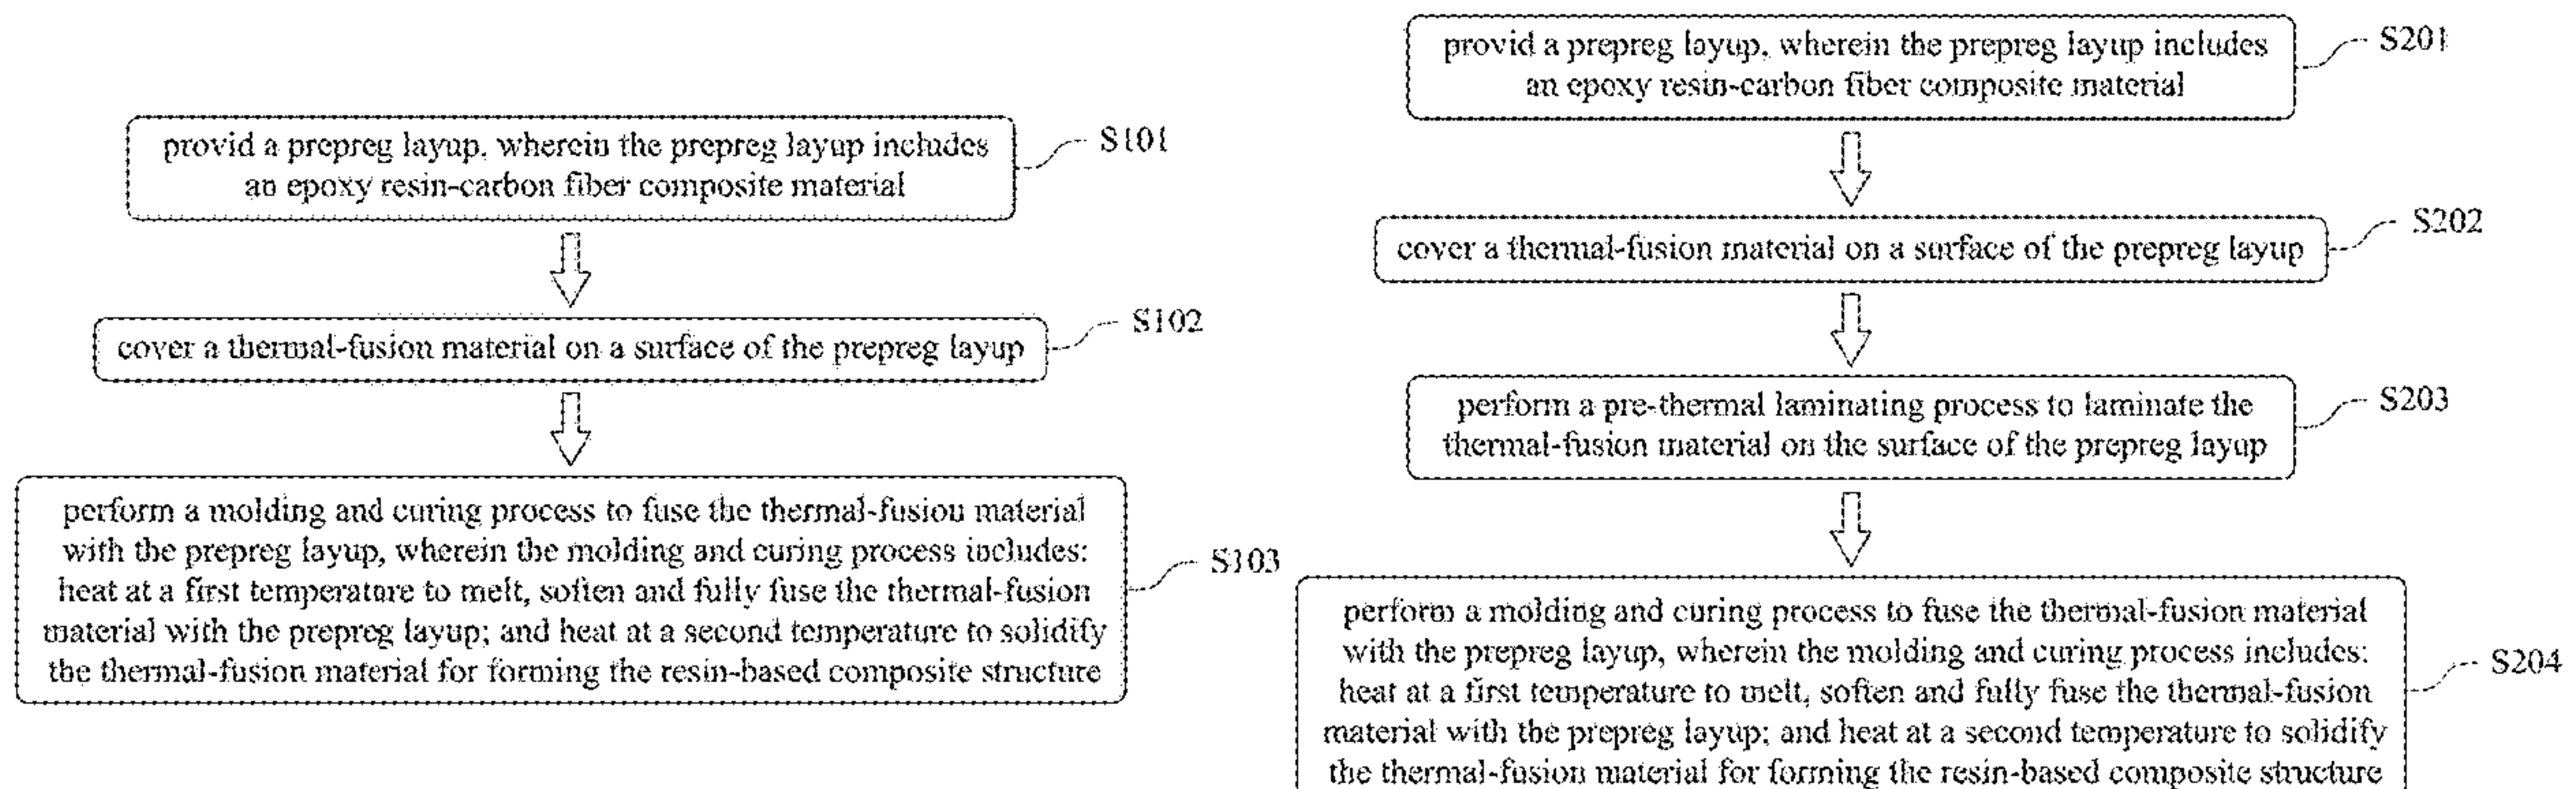 provid a prepreg layup, wherein the prepreg layup includes
an epoxy resin-carbon fiber composite material
S101
cover a thermal-fusion material on a surface of the prepreg layup
S102
perform a molding and curing process to fuse the thermal-fusion material
with the prepreg layup, wherein the molding and curing process includes:
heat at a first temperature to melt, soften and fully fuse the thermal-fusion
material with the prepreg layup; and heat at a second temperature to solidify
the thermal-fusion material for forming the resin-based composite structure
S103
provid a prepreg layup, wherein the prepreg layup includes
an epoxy resin-carbon fiber composite material
S201
cover a thermal-fusion material on a surface of the prepreg layup
S202
perform a pre-thermal laminating process to laminate the
thermal-fusion material on the surface of the prepreg layup
S203
perform a molding and curing process to fuse the thermal-fusion material
with the prepreg layup, wherein the molding and curing process includes:
heat at a first temperature to melt, soften and fully fuse the thermal-fusion
material with the prepreg layup; and heat at a second temperature to solidify
the thermal-fusion material for forming the resin-based composite structure
S204